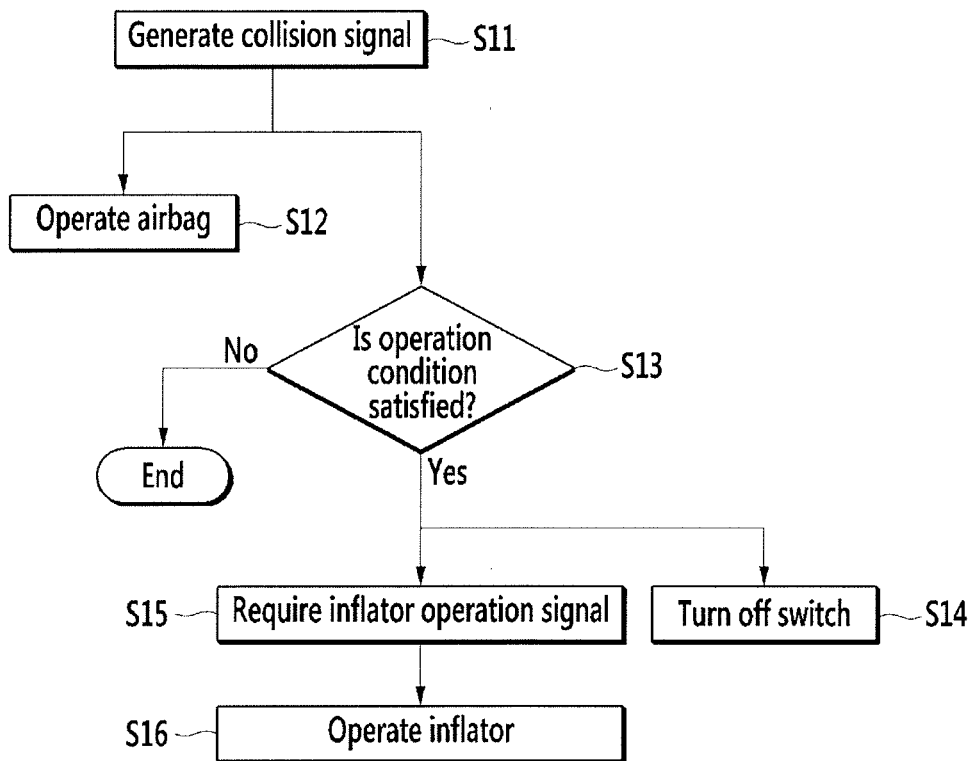 Generate collision signal
S11
Operate airbag
S12
Is operation
condition
satisfied?
S13
No
End
Yes
S15
Require inflator operation signal
Turn off switch
S14
S16
Operate inflator